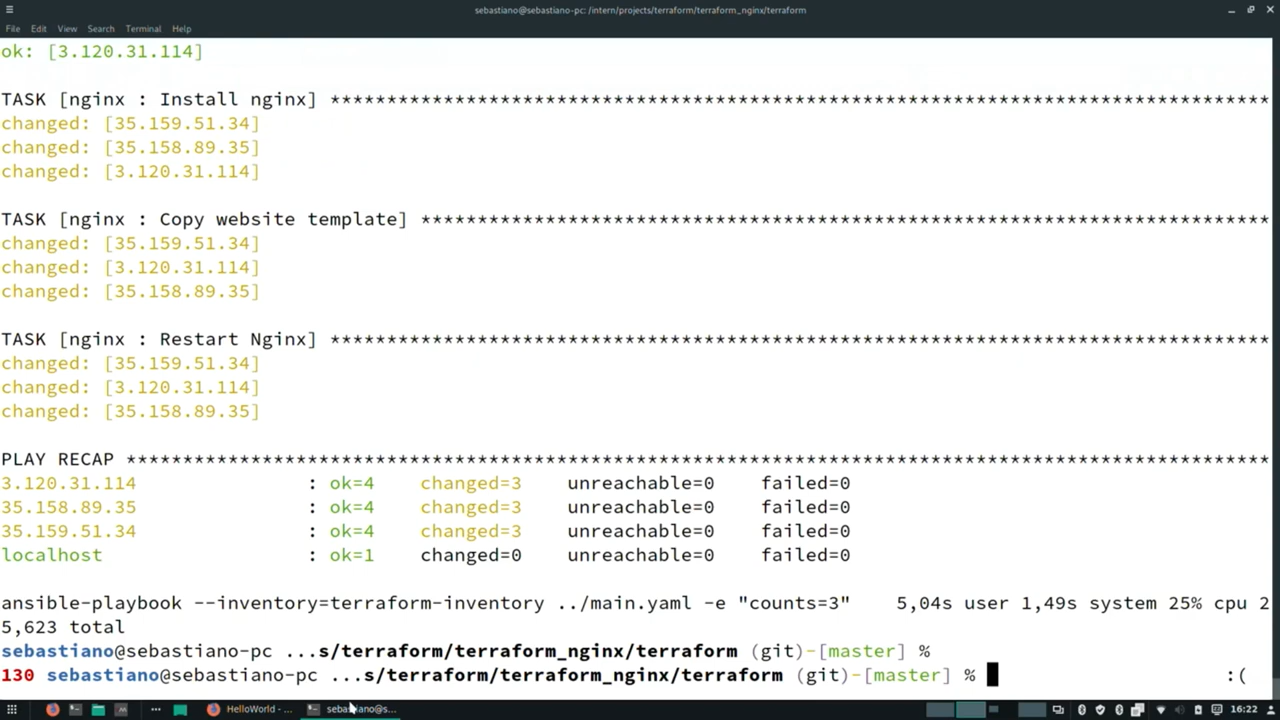 sebastiano@sebastiano-pc: /intern/projects/terraform/terraform_nginx/terraform
File Edit View Search Terminal Help
ok: [3.120.31.114]
TASK [nginx : Install nginx] ****************************************************************************************************
changed: [35.159.51.34]
changed: [35.158.89.35]
changed: [3.120.31.114]
TASK [nginx : Copy website template] ********************************************************************************************
changed: [35.159.51.34]
changed: [3.120.31.114]
changed: [35.158.89.35]
TASK [nginx : Restart Nginx] ****************************************************************************************************
changed: [35.159.51.34]
changed: [3.120.31.114]
changed: [35.158.89.35]
PLAY RECAP **********************************************************************************************************************
3.120.31.114 : ok=4 changed=3 unreachable=0 failed=0
35.158.89.35 : ok=4 changed=3 unreachable=0 failed=0
35.159.51.34 : ok=4 changed=3 unreachable=0 failed=0
localhost : ok=1 changed=0 unreachable=0 failed=0
ansible-playbook --inventory=terraform-inventory ../main.yaml -e "counts=3" 5,04s user 1,49s system 25% cpu 2
5,623 total
sebastiano@sebastiano-pc ...s/terraform/terraform_nginx/terraform (git)-[master] %
130 sebastiano@sebastiano-pc ...s/terraform/terraform_nginx/terraform (git)-[master] % :(
HelloWorld - ... sebastiano@s... 16:22